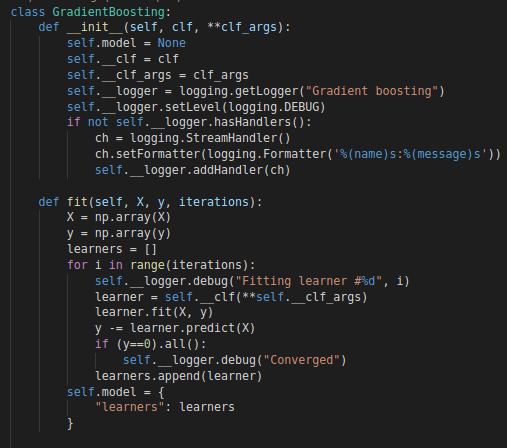 class GradientBoosting:
    def __init__(self, clf, **clf_args):
        self.model = None
        self.__clf = clf
        self.__clf_args = clf_args
        self.__logger = logging.getLogger("Gradient boosting")
        self.__logger.setLevel(logging.DEBUG)
        if not self.__logger.hasHandlers():
            ch = logging.StreamHandler()
            ch.setFormatter(logging.Formatter('%(name)s:%(message)s'))
            self.__logger.addHandler(ch)

    def fit(self, X, y, iterations):
        X = np.array(X)
        y = np.array(y)
        learners = []
        for i in range(iterations):
            self.__logger.debug("Fitting learner #%d", i)
            learner = self.__clf(**self.__clf_args)
            learner.fit(X, y)
            y -= learner.predict(X)
            if (y==0).all():
                self.__logger.debug("Converged")
            learners.append(learner)
        self.model = {
            "learners": learners
        }